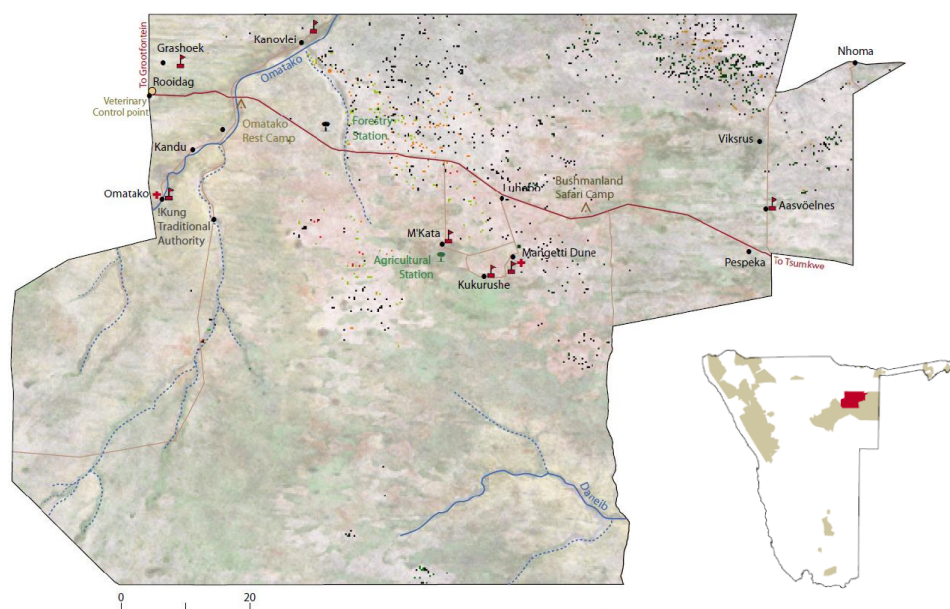 To Grootfontein
Kanovlei
Grashoek
Nhoma
Omatako
Rooidag
Veterinary
Control point
Omatako
Rest Camp
Forestry
Station
Viksrus
Kandu
Bushmanland
Safari Camp
Omatako
Luhebo
Aasvöelnes
!Kung
Traditional
Authority
M'Kata
Mangetti Dune
Agricultural
Station
Pespeka
To Tsumkwe
Kukurushe
Daneib
0
20